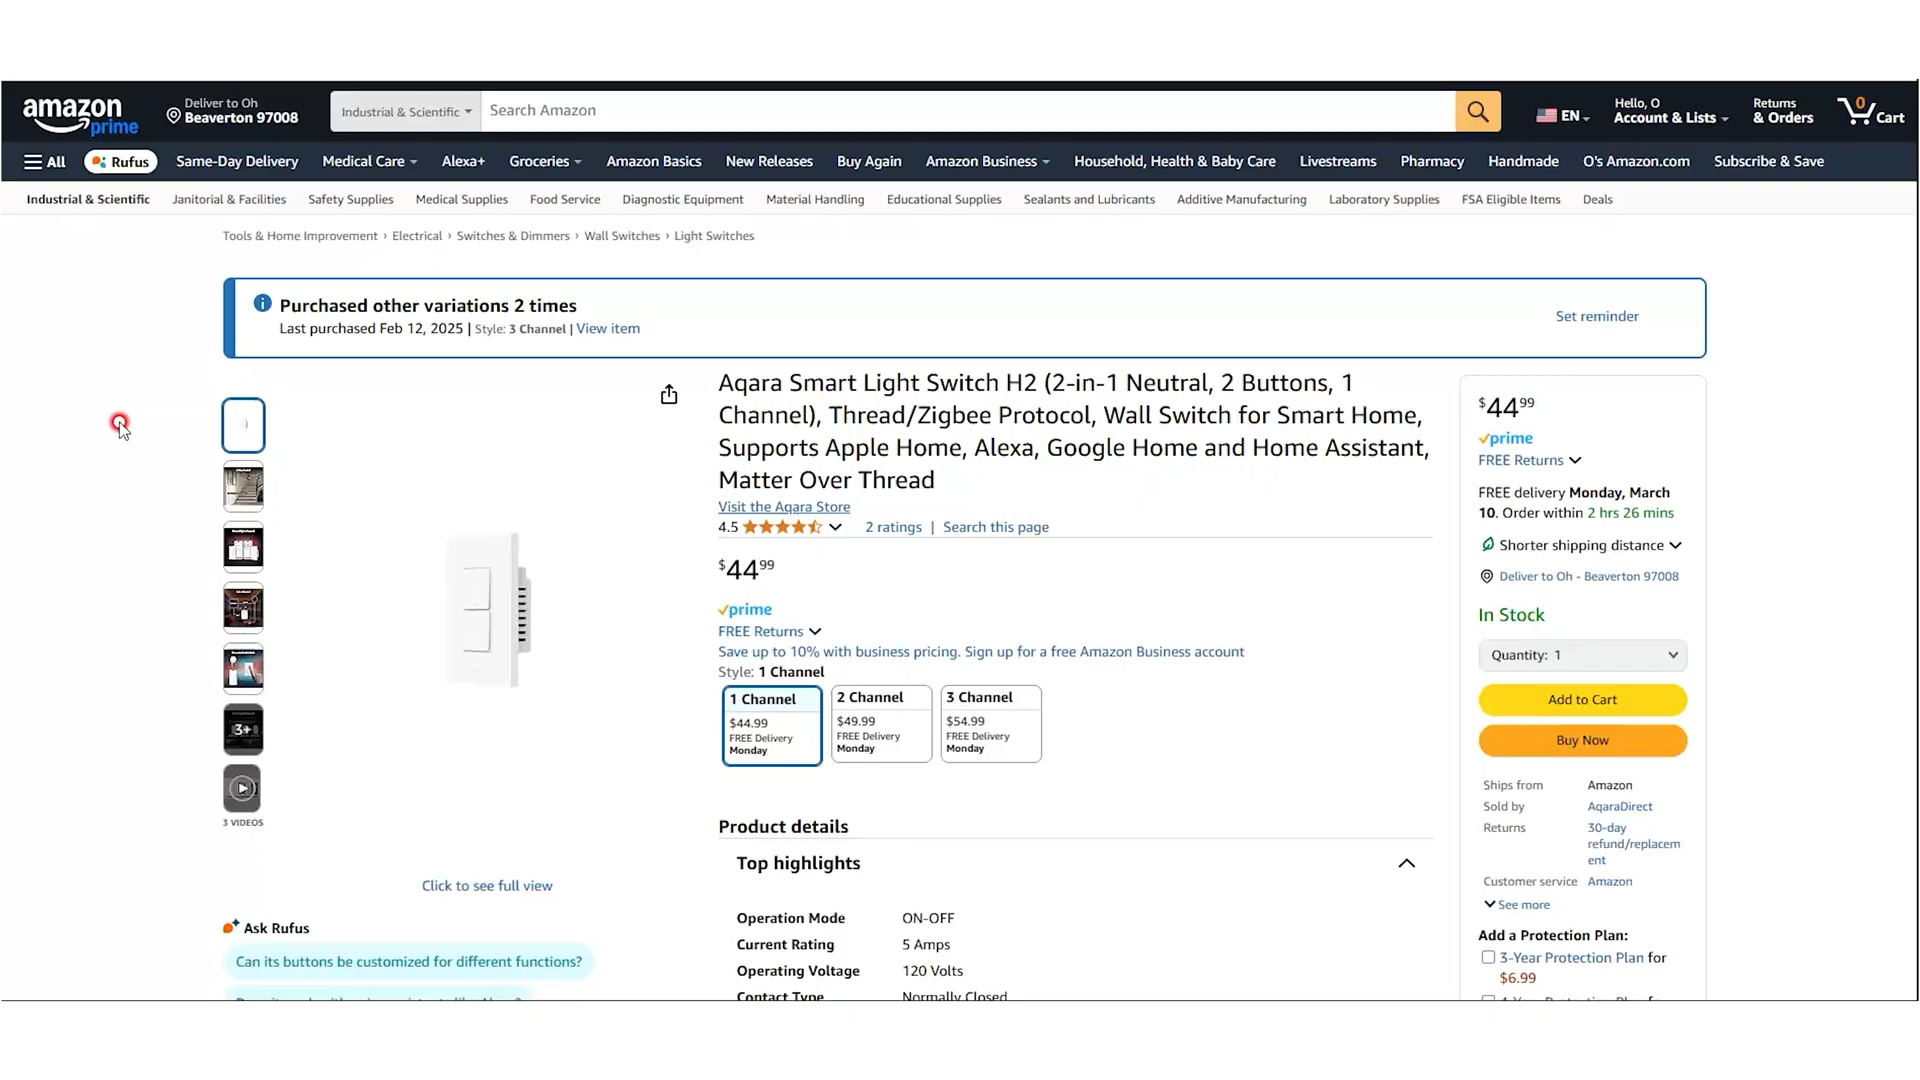 amazon
prime
Deliver to Oh
Beaverton 97008
Industrial & Scientific
Search Amazon
EN
Hello, O
Account & Lists
Returns
& Orders
0
Cart
All
Rufus
Same-Day Delivery
Medical Care
Alexa+
Groceries
Amazon Basics
New Releases
Buy Again
Amazon Business
Household, Health & Baby Care
Livestreams
Pharmacy
Handmade
O's Amazon.com
Subscribe & Save
Industrial & Scientific
Janitorial & Facilities
Safety Supplies
Medical Supplies
Food Service
Diagnostic Equipment
Material Handling
Educational Supplies
Sealants and Lubricants
Additive Manufacturing
Laboratory Supplies
FSA Eligible Items
Deals
Tools & Home Improvement › Electrical › Switches & Dimmers › Wall Switches › Light Switches
Purchased other variations 2 times
Last purchased Feb 12, 2025 | Style: 3 Channel | View item
Set reminder
3+
3 VIDEOS
Click to see full view
Ask Rufus
Can its buttons be customized for different functions?
Aqara Smart Light Switch H2 (2-in-1 Neutral, 2 Buttons, 1
Channel), Thread/Zigbee Protocol, Wall Switch for Smart Home,
Supports Apple Home, Alexa, Google Home and Home Assistant,
Matter Over Thread
Visit the Aqara Store
4.5
2 ratings | Search this page
$4499
prime
FREE Returns
Save up to 10% with business pricing. Sign up for a free Amazon Business account
Style: 1 Channel
1 Channel
$44.99
FREE Delivery
Monday
2 Channel
$49.99
FREE Delivery
Monday
3 Channel
$54.99
FREE Delivery
Monday
Product details
Top highlights
Operation Mode ON-OFF
Current Rating 5 Amps
Operating Voltage 120 Volts
Contact Type Normally Closed
$4499
prime
FREE Returns
FREE delivery Monday, March
10. Order within 2 hrs 26 mins
Shorter shipping distance
Deliver to Oh - Beaverton 97008
In Stock
Quantity: 1
Add to Cart
Buy Now
Ships from Amazon
Sold by AqaraDirect
Returns 30-day
refund/replacem
ent
Customer service Amazon
See more
Add a Protection Plan:
3-Year Protection Plan for
$6.99